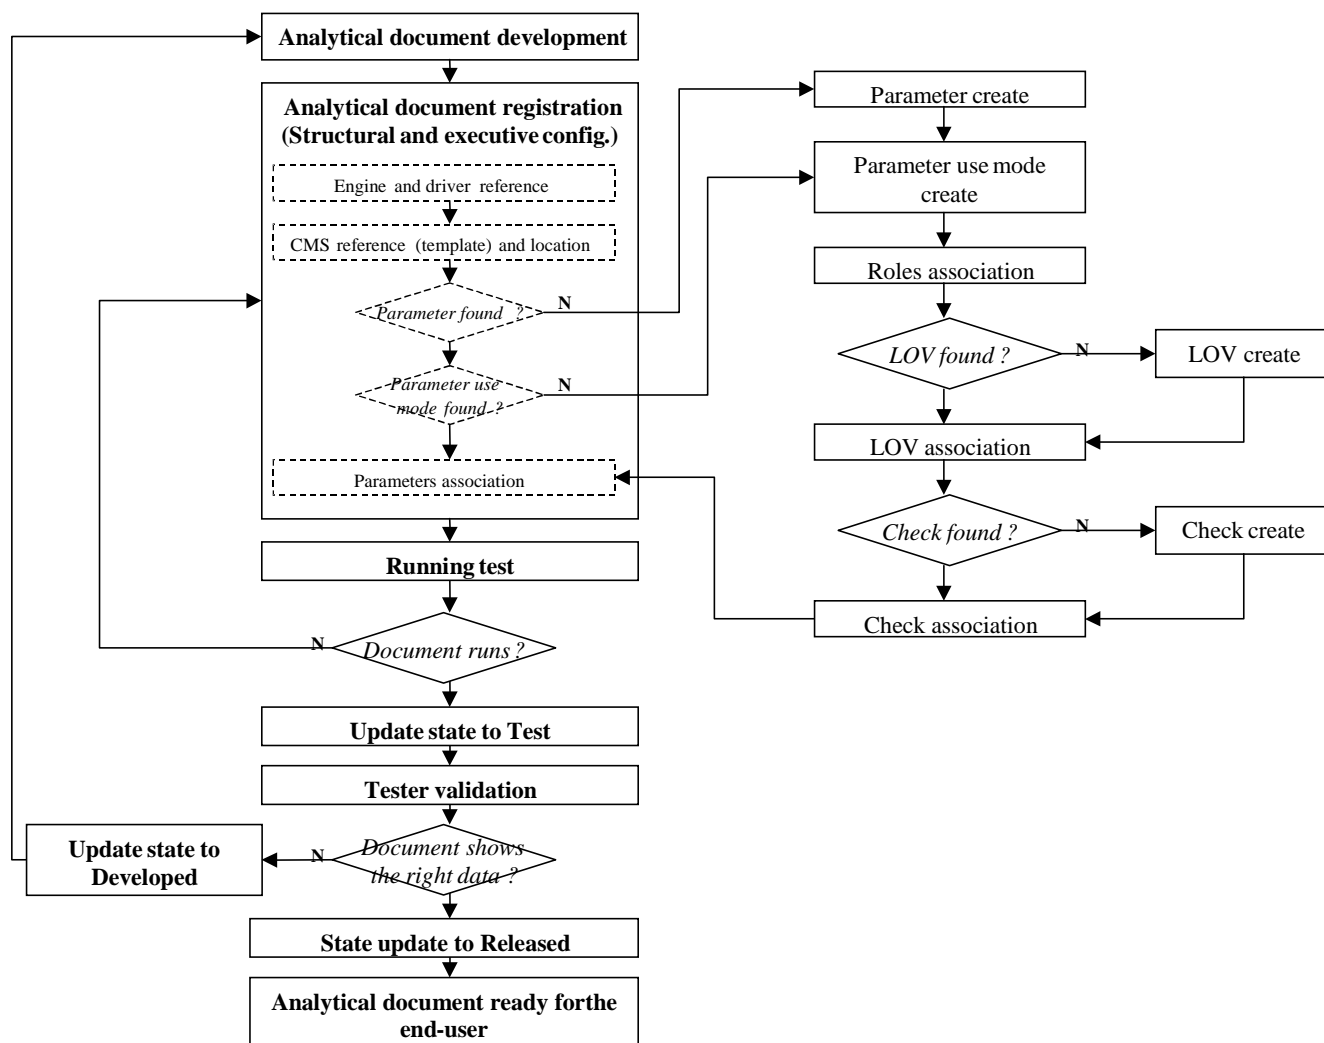 Analytical document development
Analytical document registration
(Structural and executive config.)
Engine and driver reference
CMS reference (template) and location
Parameter found ?
N
Parameter use
mode found ?
N
Parameters association
Running test
Document runs ?
N
Update state to Test
Tester validation
Document shows
the right data ?
N
Update state to
Developed
State update to Released
Analytical document ready forthe
end-user
Parameter create
Parameter use mode
create
Roles association
LOV found ?
N
LOV create
LOV association
Check found ?
N
Check create
Check association